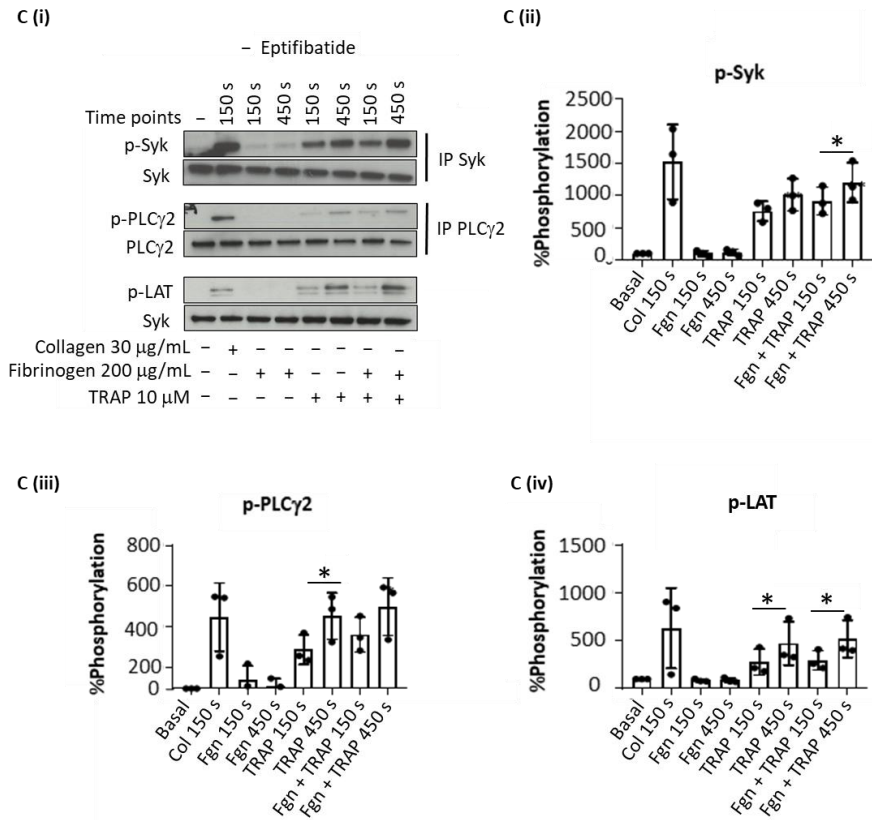 C (i)
– Eptifibatide
Time points
–
150 s
150 s
450 s
150 s
450 s
150 s
450 s
p-Syk
Syk
IP Syk
p-PLCγ2
PLCγ2
IP PLCγ2
p-LAT
Syk
Collagen 30 µg/mL – + – – – – – –
Fibrinogen 200 µg/mL – – + + – – + +
TRAP 10 µM – – – – + + + +
C (ii)
p-Syk
%Phosphorylation
2500
2000
1500
1000
500
0
*
Basal
Col 150 s
Fgn 150 s
Fgn 450 s
TRAP 150 s
TRAP 450 s
Fgn + TRAP 150 s
Fgn + TRAP 450 s
C (iii)
p-PLCγ2
%Phosphorylation
800
600
400
200
0
*
Basal
Col 150 s
Fgn 150 s
Fgn 450 s
TRAP 150 s
TRAP 450 s
Fgn + TRAP 150 s
Fgn + TRAP 450 s
C (iv)
p-LAT
%Phosphorylation
1500
1000
500
0
*
*
Basal
Col 150 s
Fgn 150 s
Fgn 450 s
TRAP 150 s
TRAP 450 s
Fgn + TRAP 150 s
Fgn + TRAP 450 s